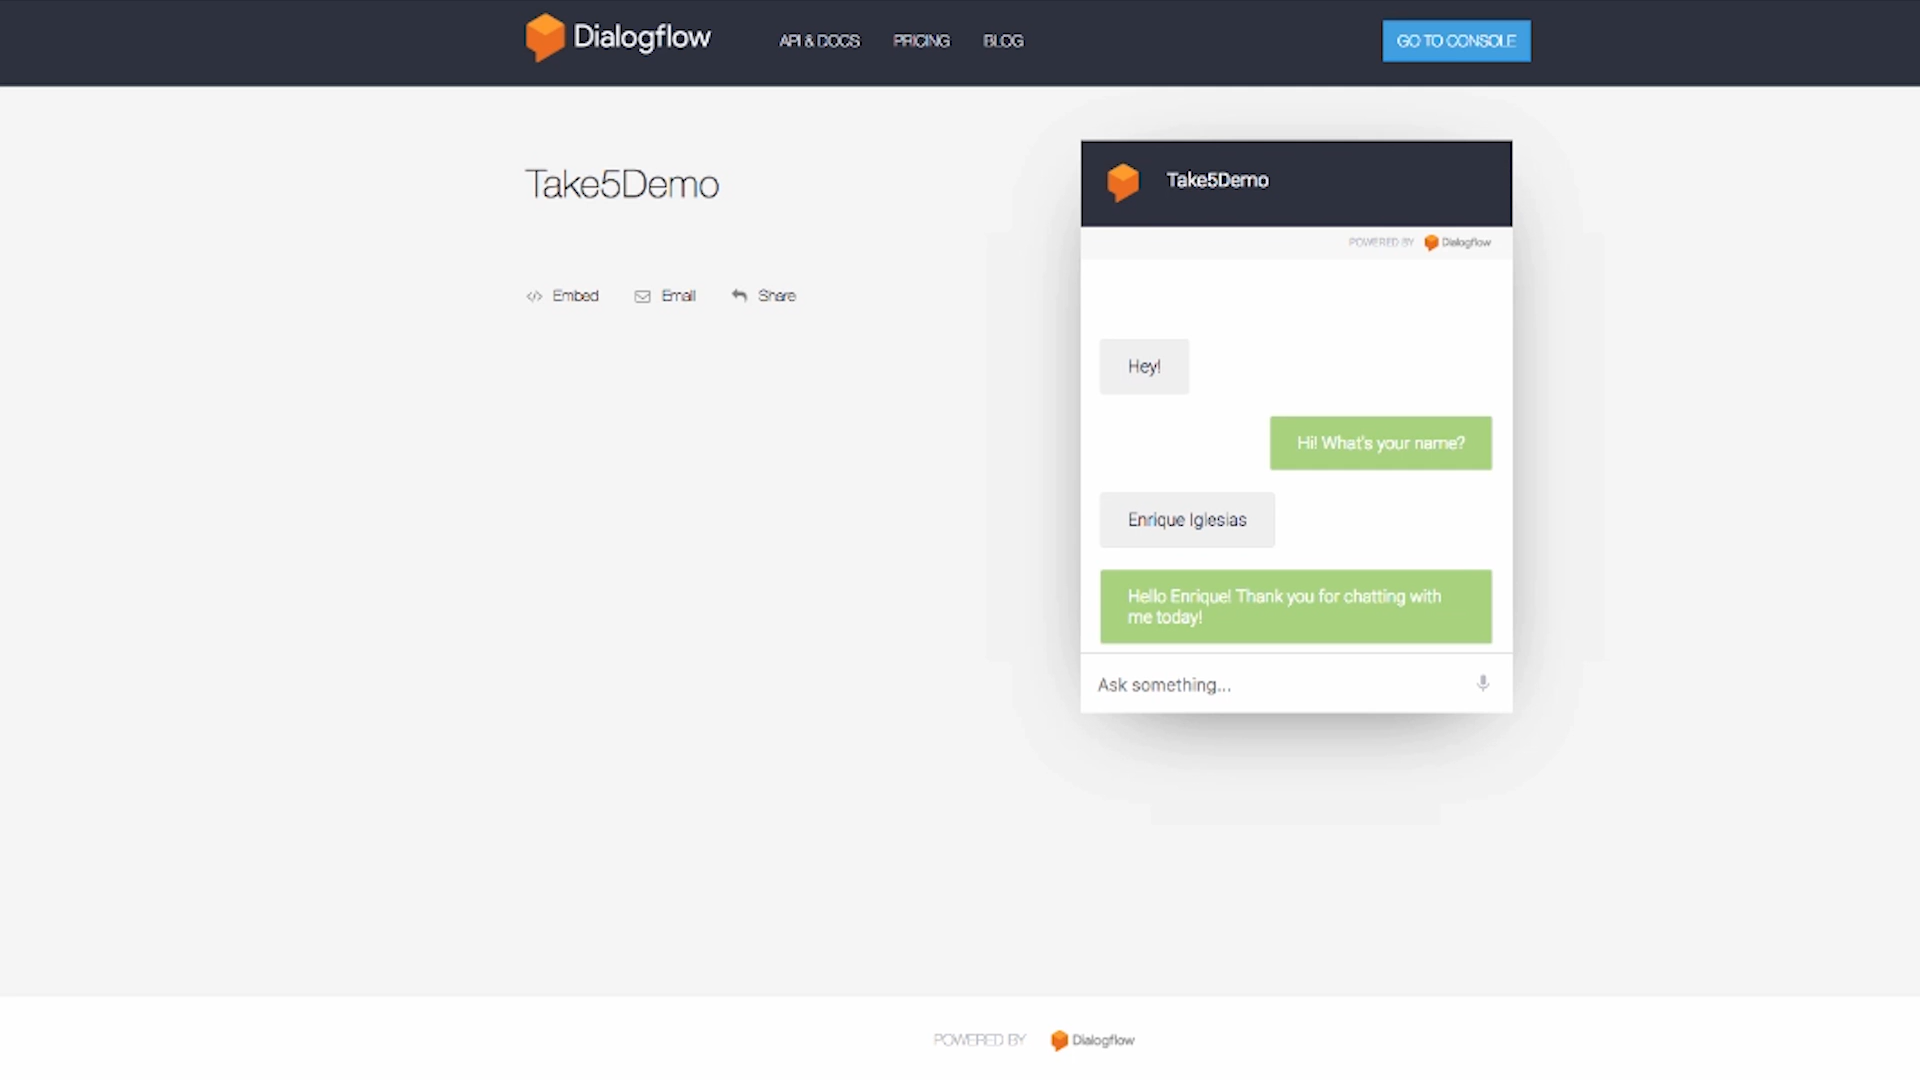 Dialogflow
API & DOCS
PRICING
BLOG
GO TO CONSOLE
Take5Demo
Embed
Email
Share
Take5Demo
POWERED BY Dialogflow
Hey!
Hi! What's your name?
Enrique Iglesias
Hello Enrique! Thank you for chatting with
me today!
Ask something...
POWERED BY Dialogflow